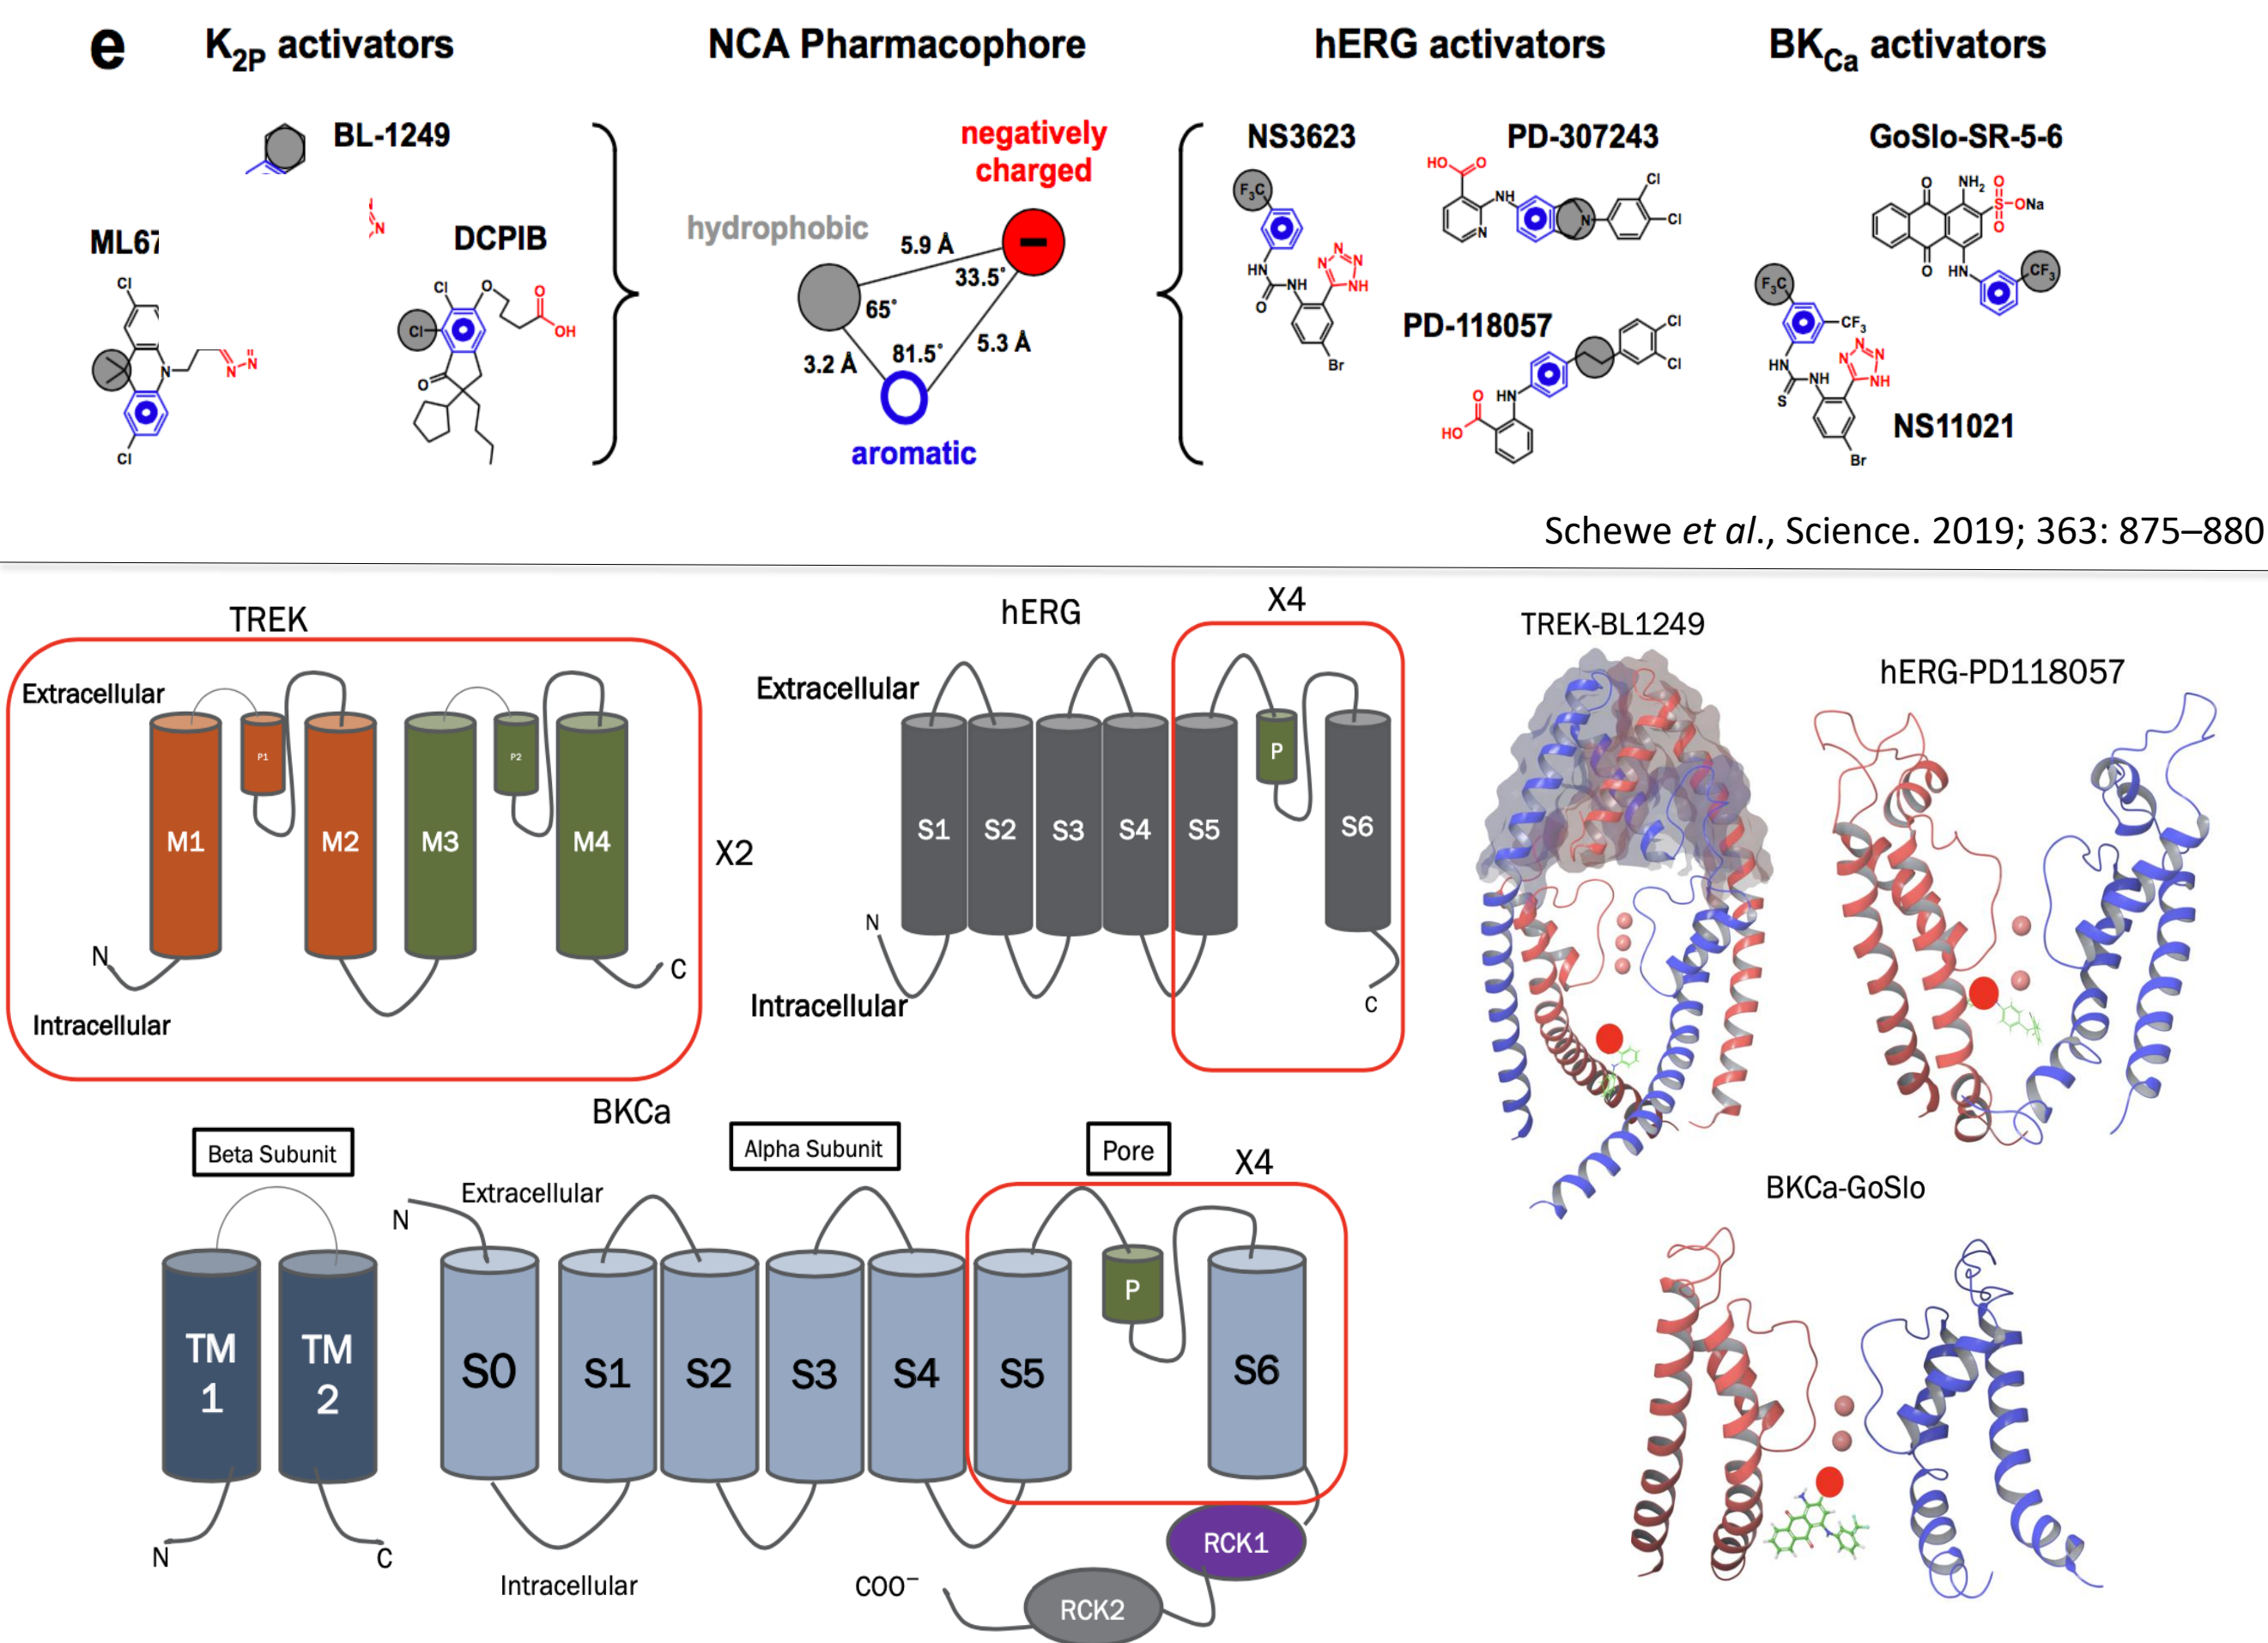 e
K2P activators
NCA Pharmacophore
hERG activators
BKCa activators
BL-1249
ML67
DCPIB
Cl
N
N
N
Cl
N
N
Cl
O
Cl
O
OH
O
negatively
charged
hydrophobic
5.9 Å
33.5°
65°
3.2 Å
81.5°
5.3 Å
aromatic
NS3623
F3C
HN
O
NH
N
N
N
NH
Br
PD-307243
HO
O
NH
N
N
Cl
Cl
PD-118057
Cl
Cl
HN
O
HO
GoSlo-SR-5-6
O
NH2
O
S
ONa
O
O
HN
CF3
F3C
CF3
HN
S
NH
N
N
N
NH
Br
NS11021
Schewe et al., Science. 2019; 363: 875–880
TREK
Extracellular
P1
P2
M1
M2
M3
M4
N
C
Intracellular
X2
hERG
X4
Extracellular
P
S1
S2
S3
S4
S5
S6
N
Intracellular
C
TREK-BL1249
hERG-PD118057
BKCa
Beta Subunit
Alpha Subunit
Pore
X4
Extracellular
N
TM
1
TM
2
S0
S1
S2
S3
S4
S5
P
S6
N
C
Intracellular
COO–
RCK1
RCK2
BKCa-GoSlo